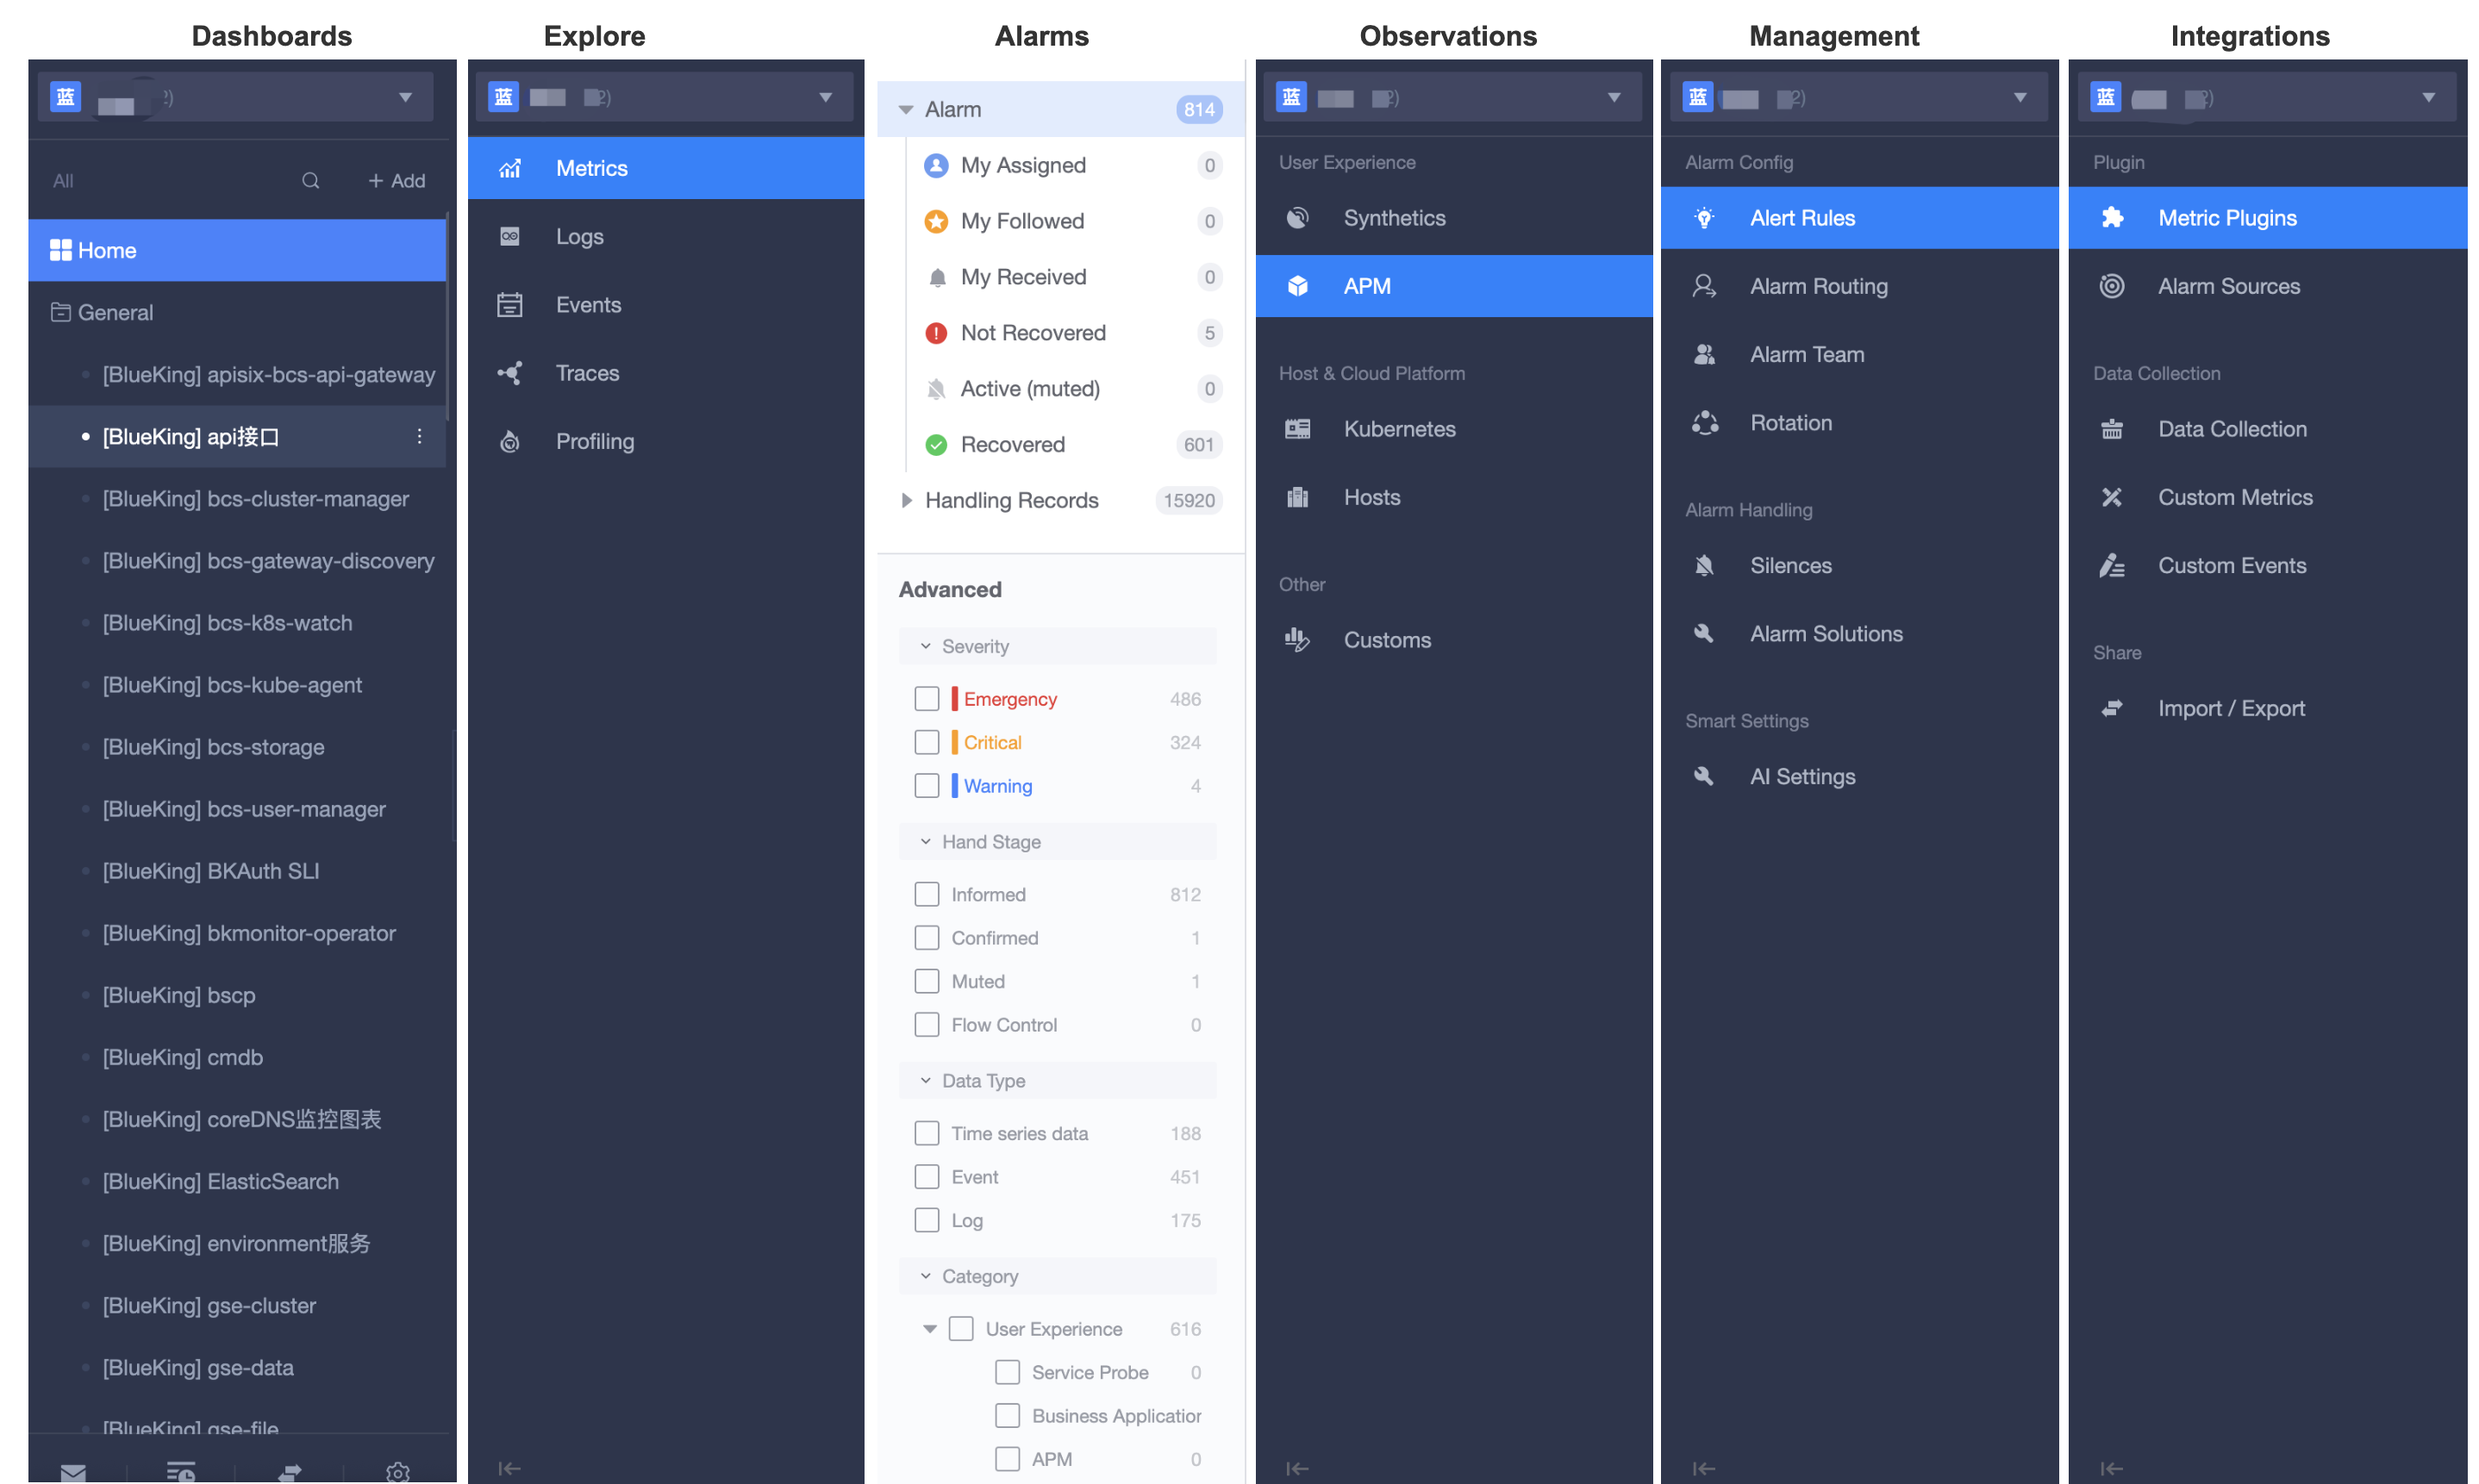 Dashboards
Explore
Alarms
Observations
Management
Integrations
蓝
2)
All
+ Add
Home
General
[BlueKing] apisix-bcs-api-gateway
[BlueKing] api接口
[BlueKing] bcs-cluster-manager
[BlueKing] bcs-gateway-discovery
[BlueKing] bcs-k8s-watch
[BlueKing] bcs-kube-agent
[BlueKing] bcs-storage
[BlueKing] bcs-user-manager
[BlueKing] BKAuth SLI
[BlueKing] bkmonitor-operator
[BlueKing] bscp
[BlueKing] cmdb
[BlueKing] coreDNS监控图表
[BlueKing] ElasticSearch
[BlueKing] environment服务
[BlueKing] gse-cluster
[BlueKing] gse-data
[BlueKing] gse-file
蓝
2)
Metrics
Logs
Events
Traces
Profiling
Alarm 814
My Assigned 0
My Followed 0
My Received 0
Not Recovered 5
Active (muted) 0
Recovered 601
Handling Records 15920
Advanced
Severity
Emergency 486
Critical 324
Warning 4
Hand Stage
Informed 812
Confirmed 1
Muted 1
Flow Control 0
Data Type
Time series data 188
Event 451
Log 175
Category
User Experience 616
Service Probe 0
Business Application
APM 0
蓝
2)
User Experience
Synthetics
APM
Host & Cloud Platform
Kubernetes
Hosts
Other
Customs
蓝
2)
Alarm Config
Alert Rules
Alarm Routing
Alarm Team
Rotation
Alarm Handling
Silences
Alarm Solutions
Smart Settings
AI Settings
蓝
2)
Plugin
Metric Plugins
Alarm Sources
Data Collection
Data Collection
Custom Metrics
Custom Events
Share
Import / Export